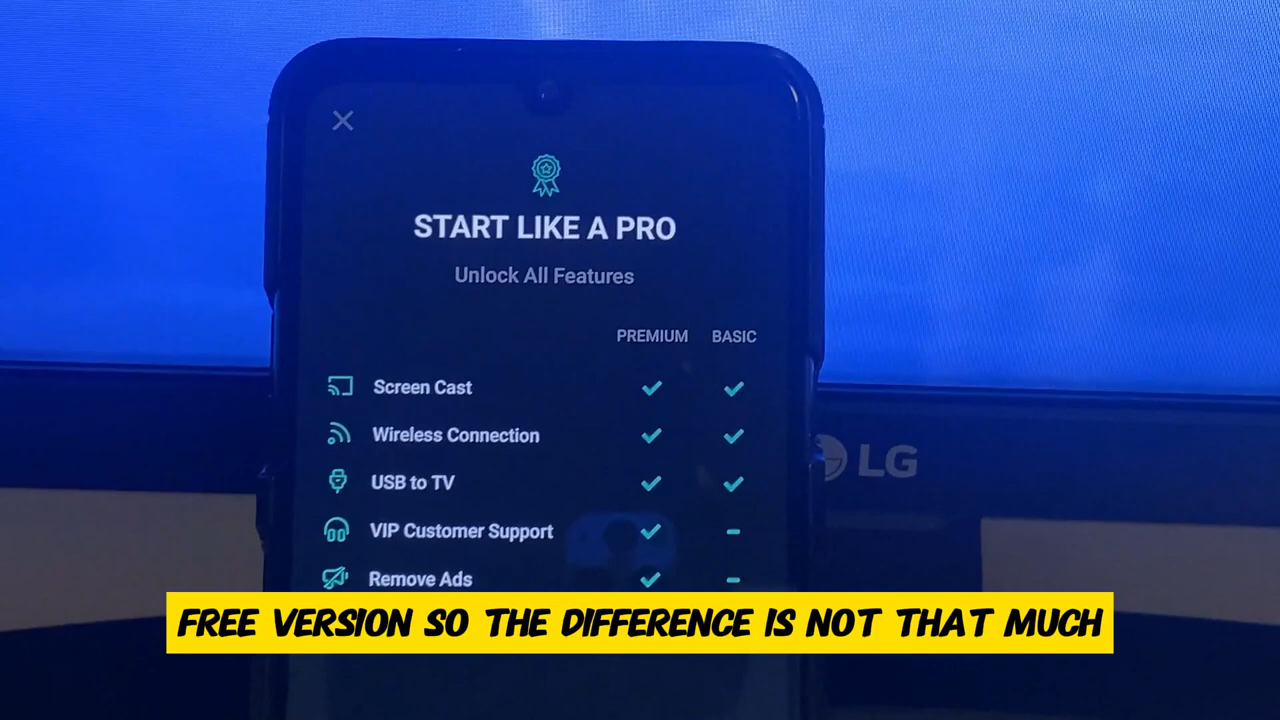 START LIKE A PRO
Unlock All Features
PREMIUM BASIC
Screen Cast
Wireless Connection
USB to TV
VIP Customer Support
Remove Ads
LG
FREE VERSION SO THE DIFFERENCE IS NOT THAT MUCH